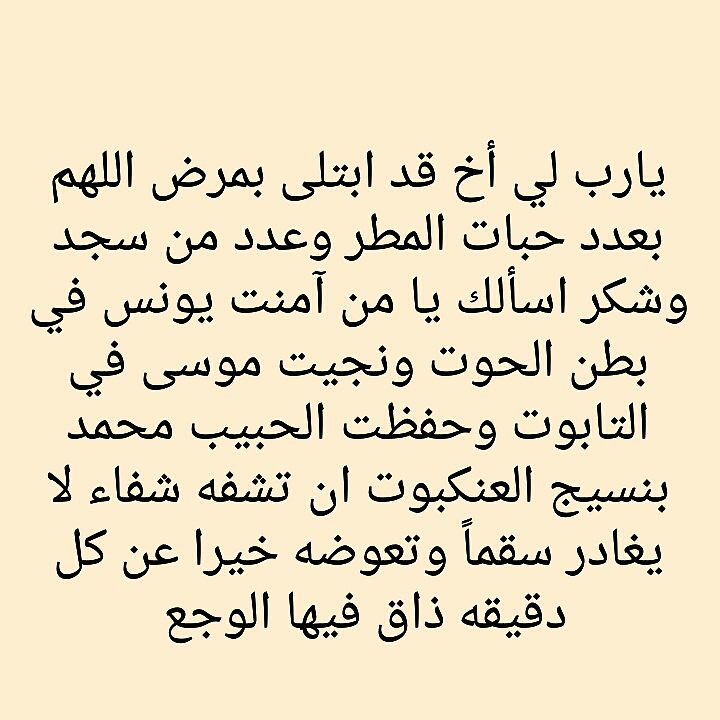 يارب لي أخ قد ابتلى بمرض اللهم
بعدد حبات المطر وعدد من سجد
وشكر اسألك يا من آمنت يونس في
بطن الحوت ونجيت موسى في
التابوت وحفظت الحبيب محمد
بنسيج العنكبوت ان تشفه شفاء لا
يغادر سقماً وتعوضه خيرا عن كل
دقيقه ذاق فيها الوجع